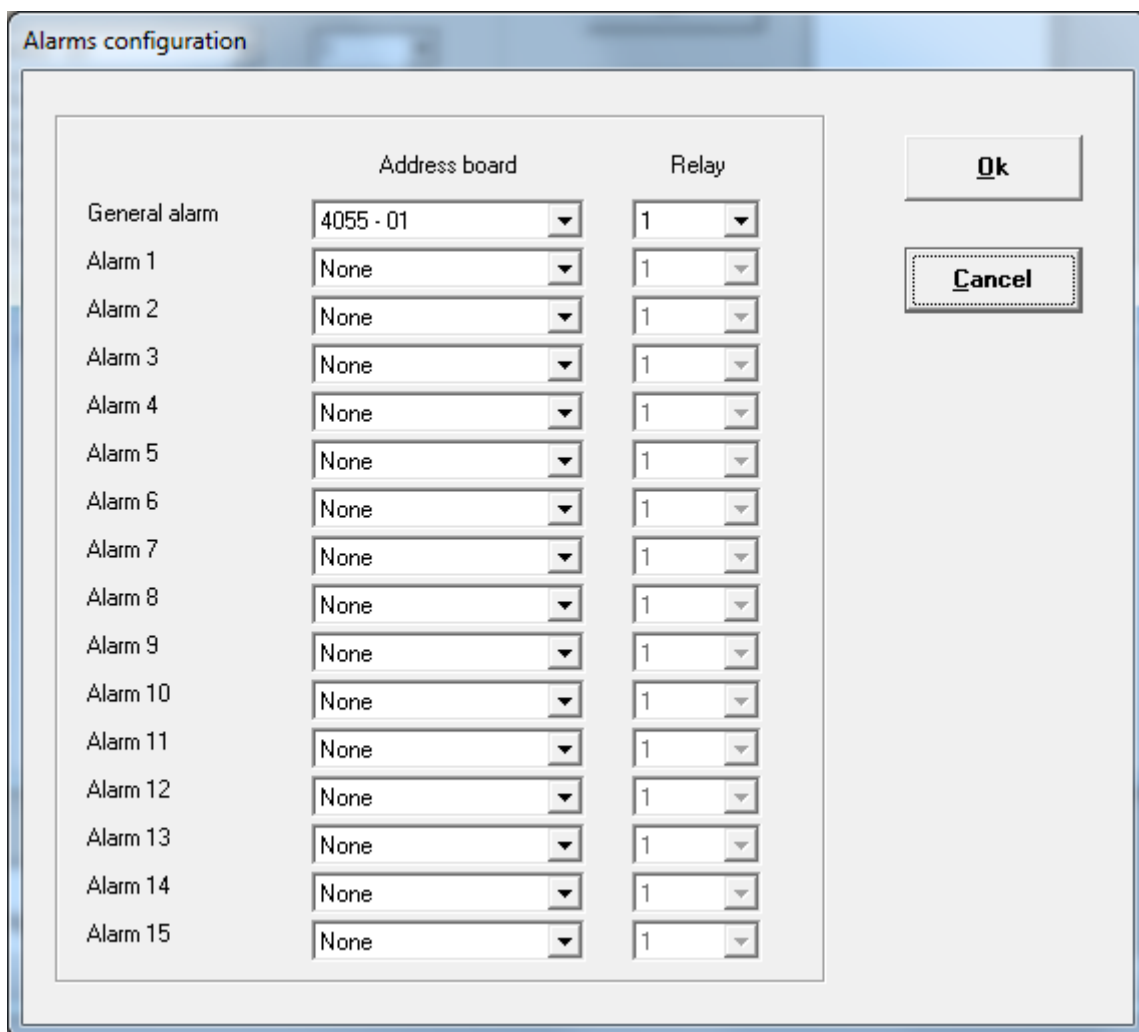 Alarms configuration
Address board Relay
General alarm 4055 - 01 1
Alarm 1 None 1
Alarm 2 None 1
Alarm 3 None 1
Alarm 4 None 1
Alarm 5 None 1
Alarm 6 None 1
Alarm 7 None 1
Alarm 8 None 1
Alarm 9 None 1
Alarm 10 None 1
Alarm 11 None 1
Alarm 12 None 1
Alarm 13 None 1
Alarm 14 None 1
Alarm 15 None 1
Ok
Cancel